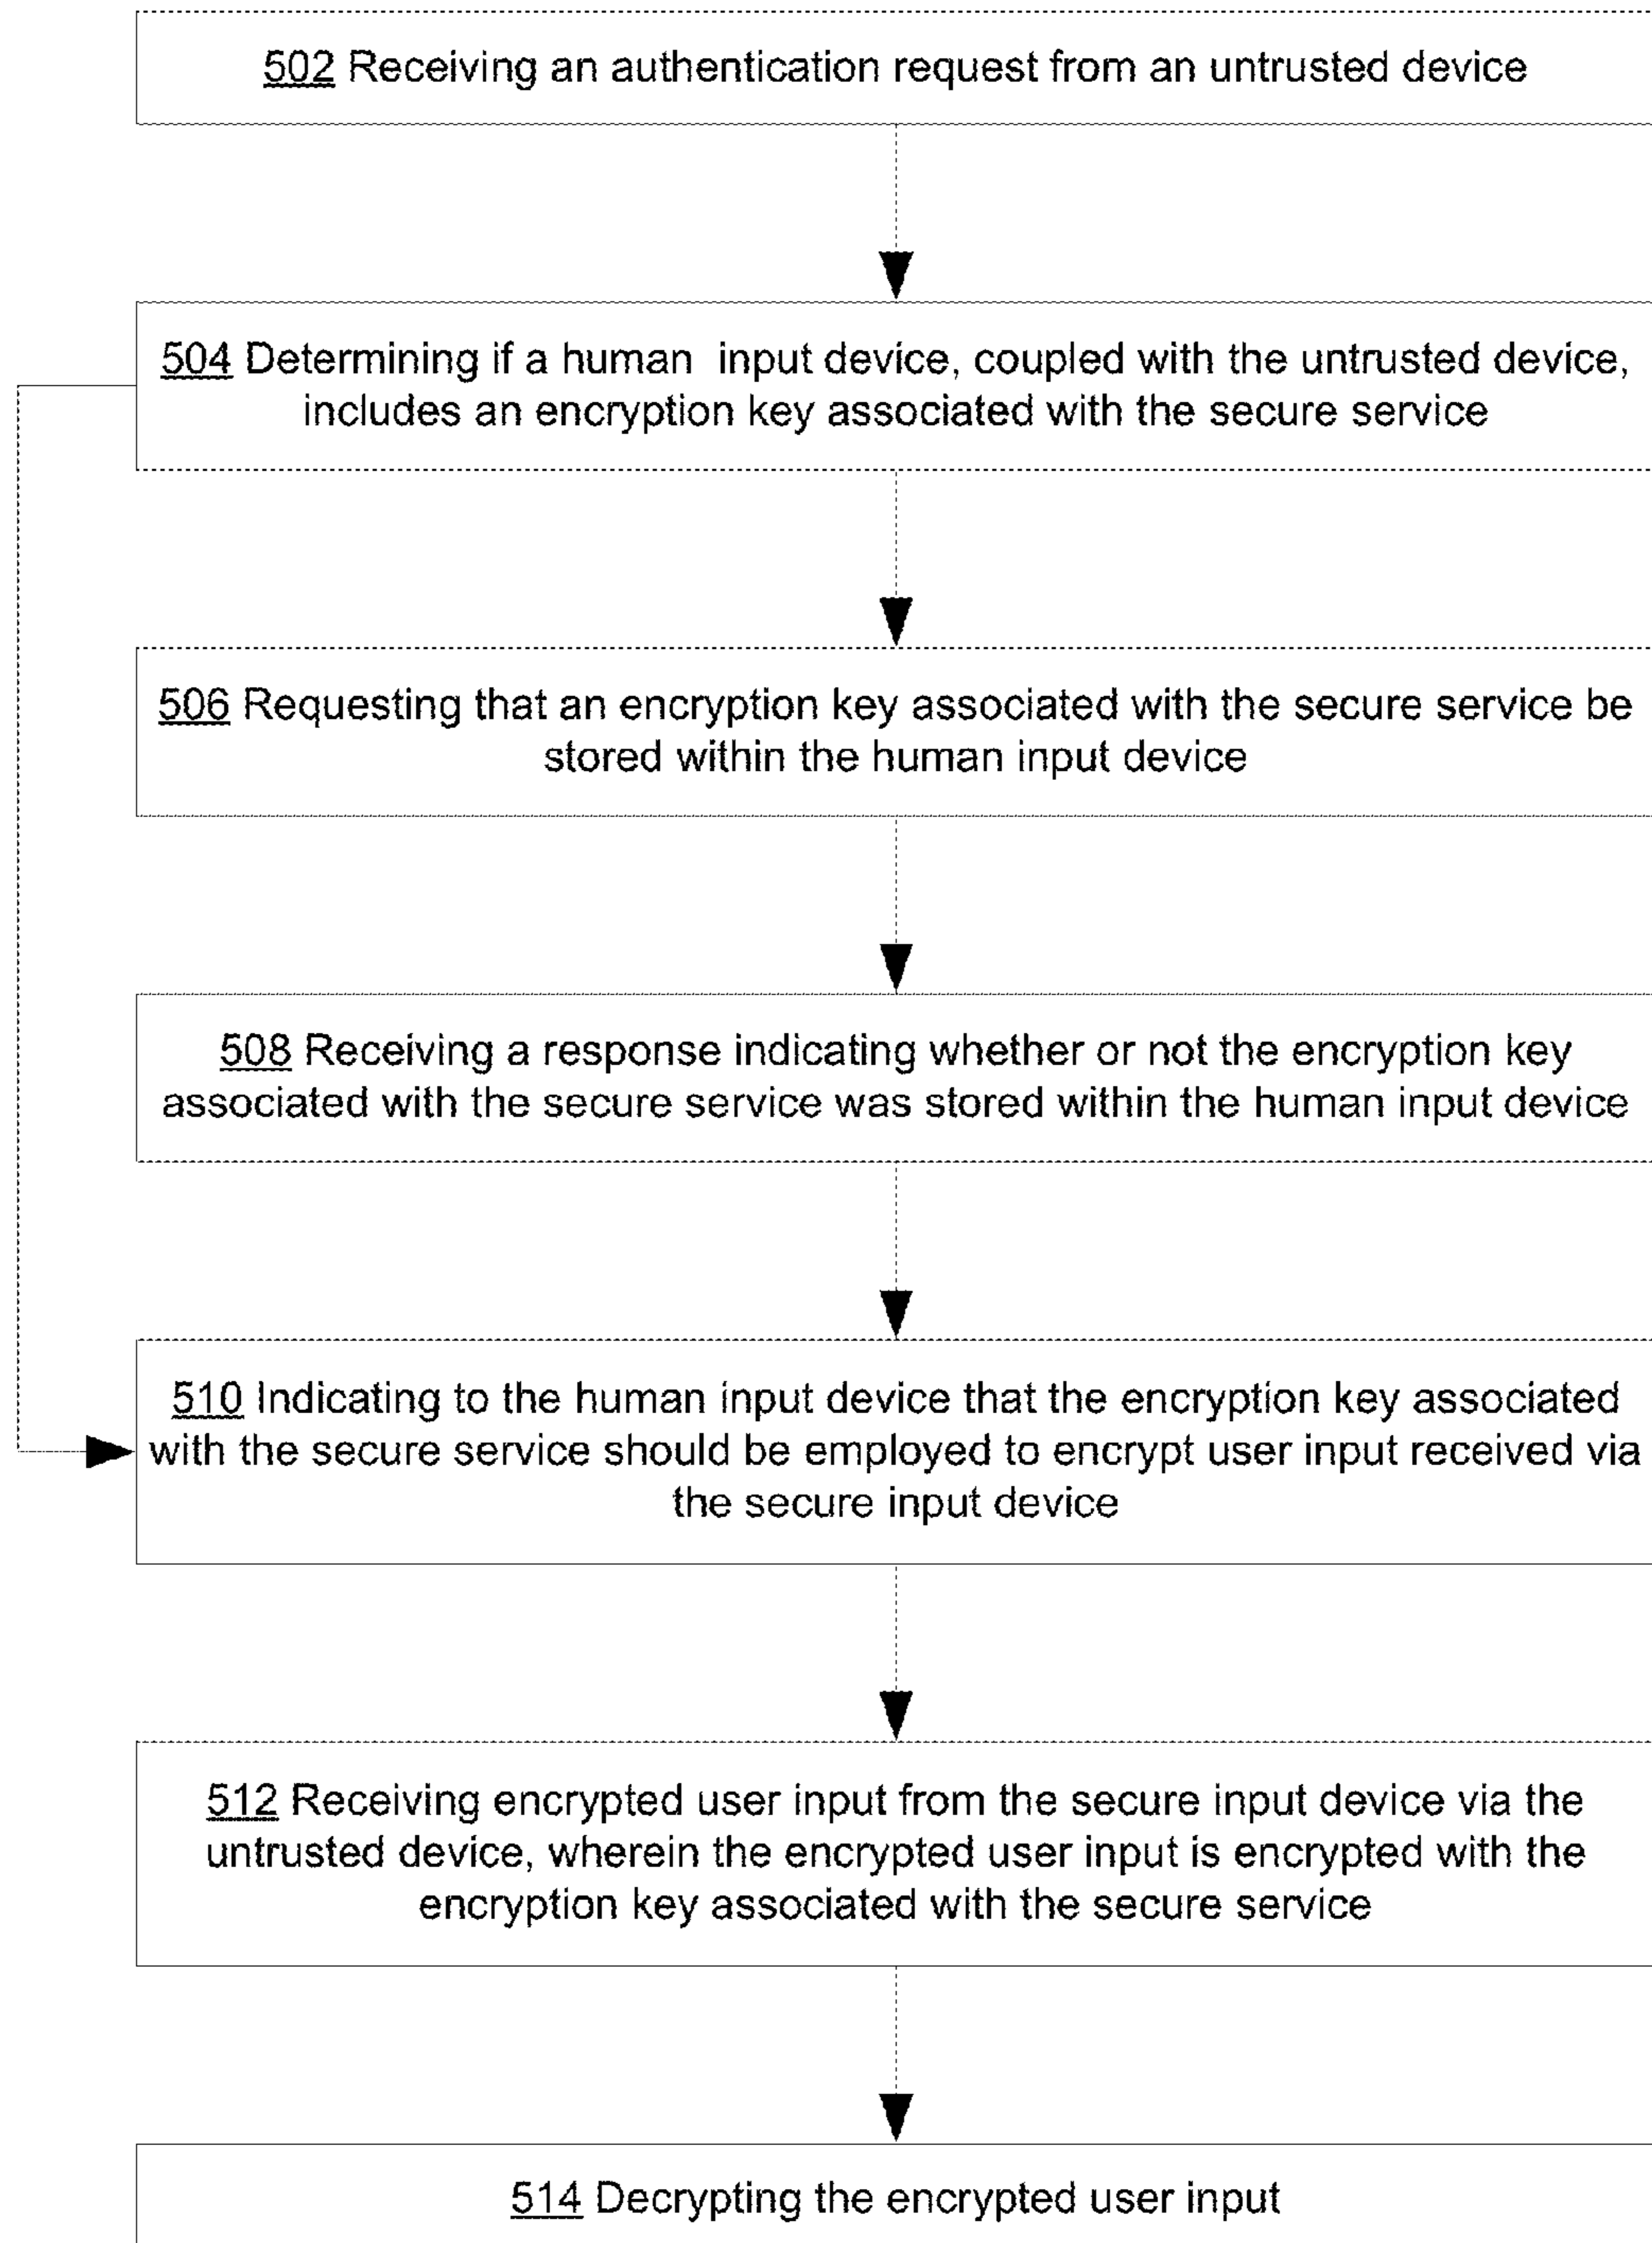 502 Receiving an authentication request from an untrusted device
504 Determining if a human input device, coupled with the untrusted device,
includes an encryption key associated with the secure service
506 Requesting that an encryption key associated with the secure service be
stored within the human input device
508 Receiving a response indicating whether or not the encryption key
associated with the secure service was stored within the human input device
510 Indicating to the human input device that the encryption key associated
with the secure service should be employed to encrypt user input received via
the secure input device
512 Receiving encrypted user input from the secure input device via the
untrusted device, wherein the encrypted user input is encrypted with the
encryption key associated with the secure service
514 Decrypting the encrypted user input